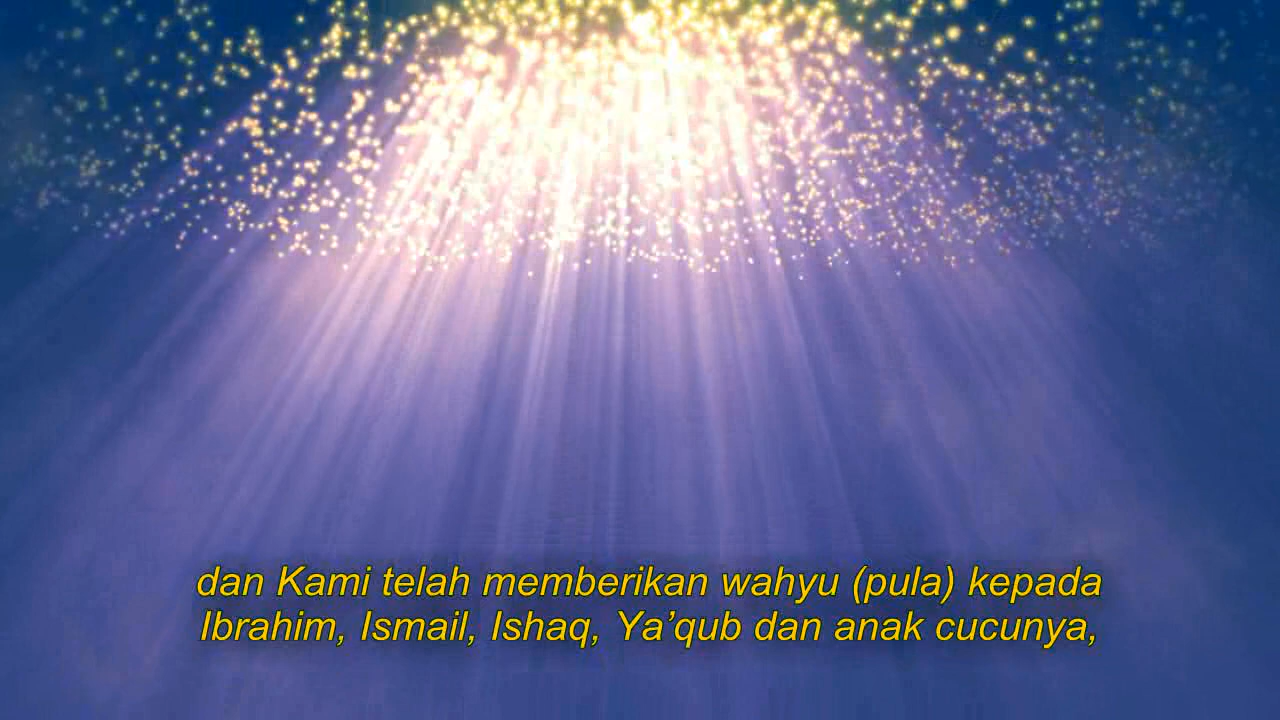 dan Kami telah memberikan wahyu (pula) kepada
Ibrahim, Ismail, Ishaq, Ya’qub dan anak cucunya,